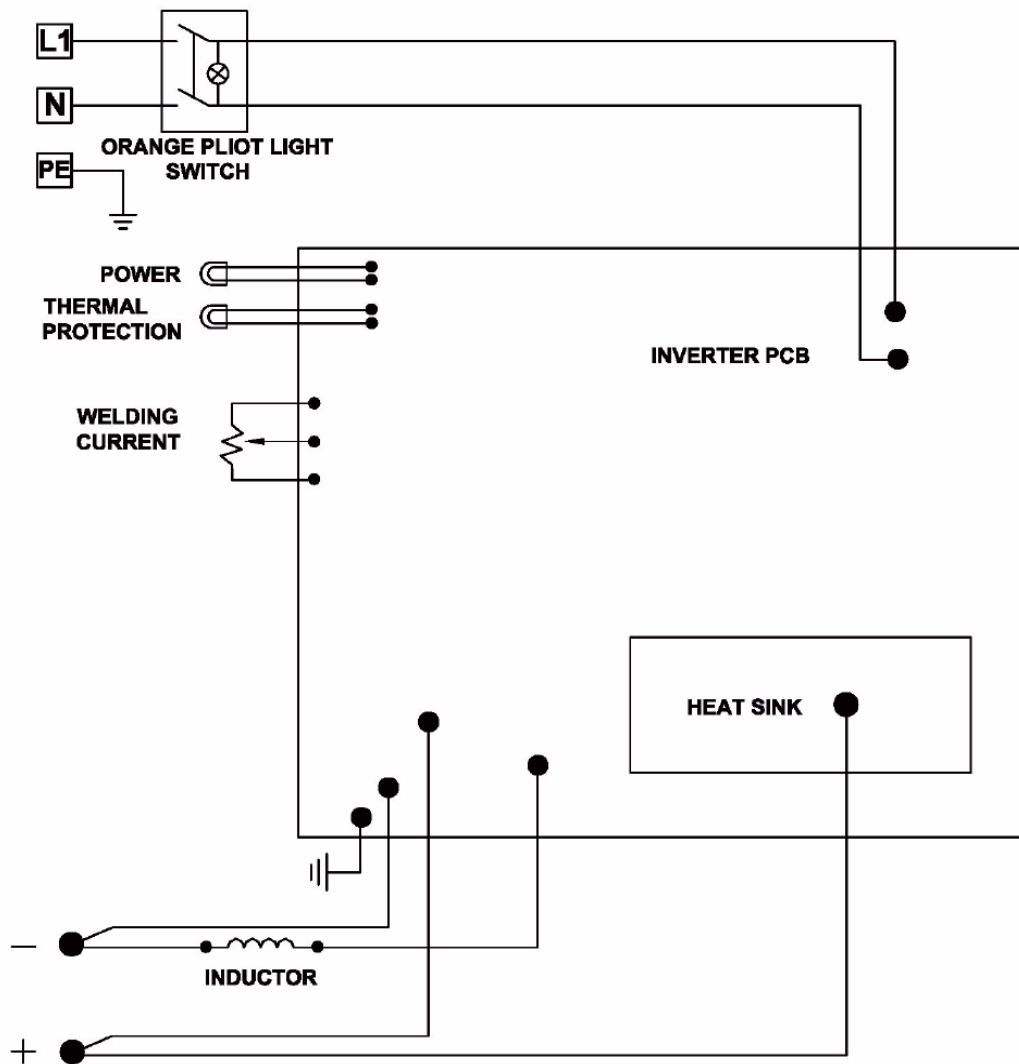 L1
N
ORANGE PLIOT LIGHT
SWITCH
PE
POWER
THERMAL
PROTECTION
INVERTER PCB
WELDING
CURRENT
HEAT SINK
−
INDUCTOR
+